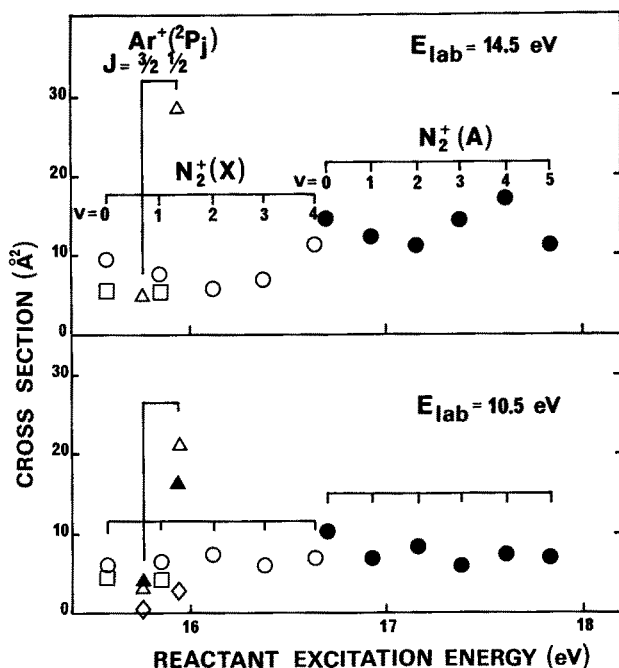 Ar⁺(²Pj)
J = 3/2 1/2
E lab = 14.5 eV
N₂⁺(X)
v=0 1 2 3 4
N₂⁺(A)
v=0 1 2 3 4 5
30
20
10
0
CROSS SECTION (Å²)
E lab = 10.5 eV
30
20
10
0
16 17 18
REACTANT EXCITATION ENERGY (eV)